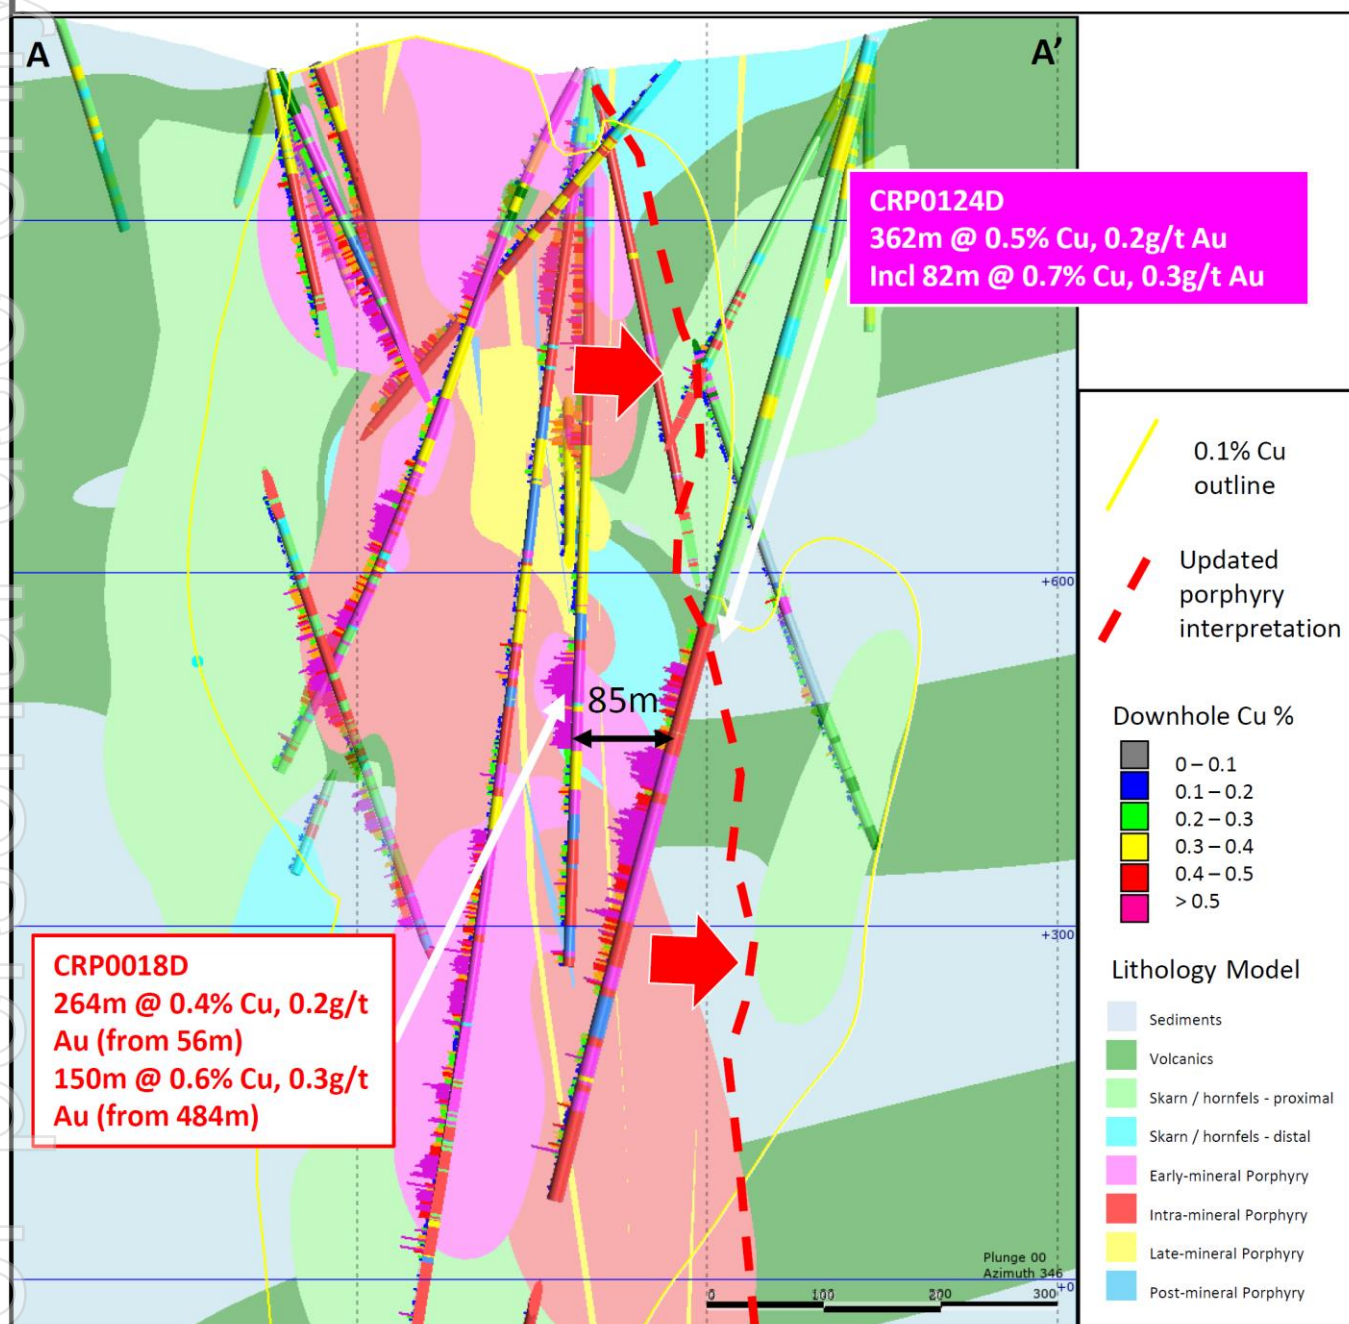 A
A'
CRP0124D
362m @ 0.5% Cu, 0.2g/t Au
Incl 82m @ 0.7% Cu, 0.3g/t Au
0.1% Cu
outline
+600
Updated
porphyry
interpretation
85m
Downhole Cu %
0 – 0.1
0.1 – 0.2
0.2 – 0.3
0.3 – 0.4
0.4 – 0.5
> 0.5
+300
CRP0018D
264m @ 0.4% Cu, 0.2g/t
Au (from 56m)
150m @ 0.6% Cu, 0.3g/t
Au (from 484m)
Lithology Model
Sediments
Volcanics
Skarn / hornfels - proximal
Skarn / hornfels - distal
Early-mineral Porphyry
Intra-mineral Porphyry
Late-mineral Porphyry
Post-mineral Porphyry
Plunge 00
Azimuth 346
+0
0 100 200 300